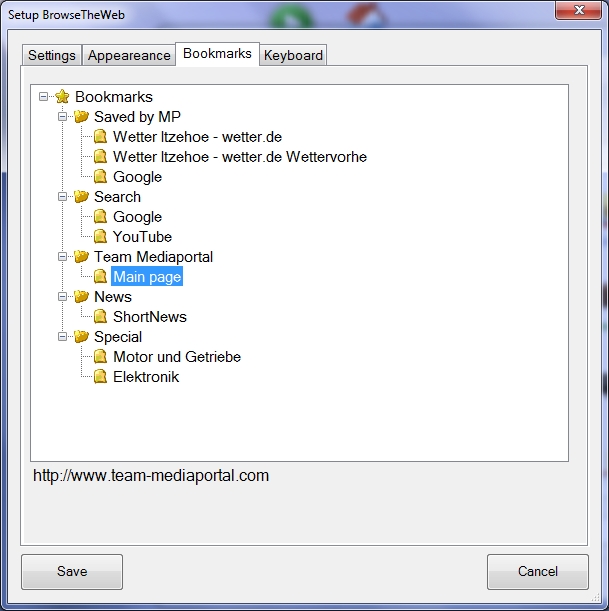 Setup BrowseTheWeb
Settings Appeareance Bookmarks Keyboard
Bookmarks
Saved by MP
Wetter Itzehoe - wetter.de
Wetter Itzehoe - wetter.de Wettervorhe
Google
Search
Google
YouTube
Team Mediaportal
Main page
News
ShortNews
Special
Motor und Getriebe
Elektronik
http://www.team-mediaportal.com
Save Cancel